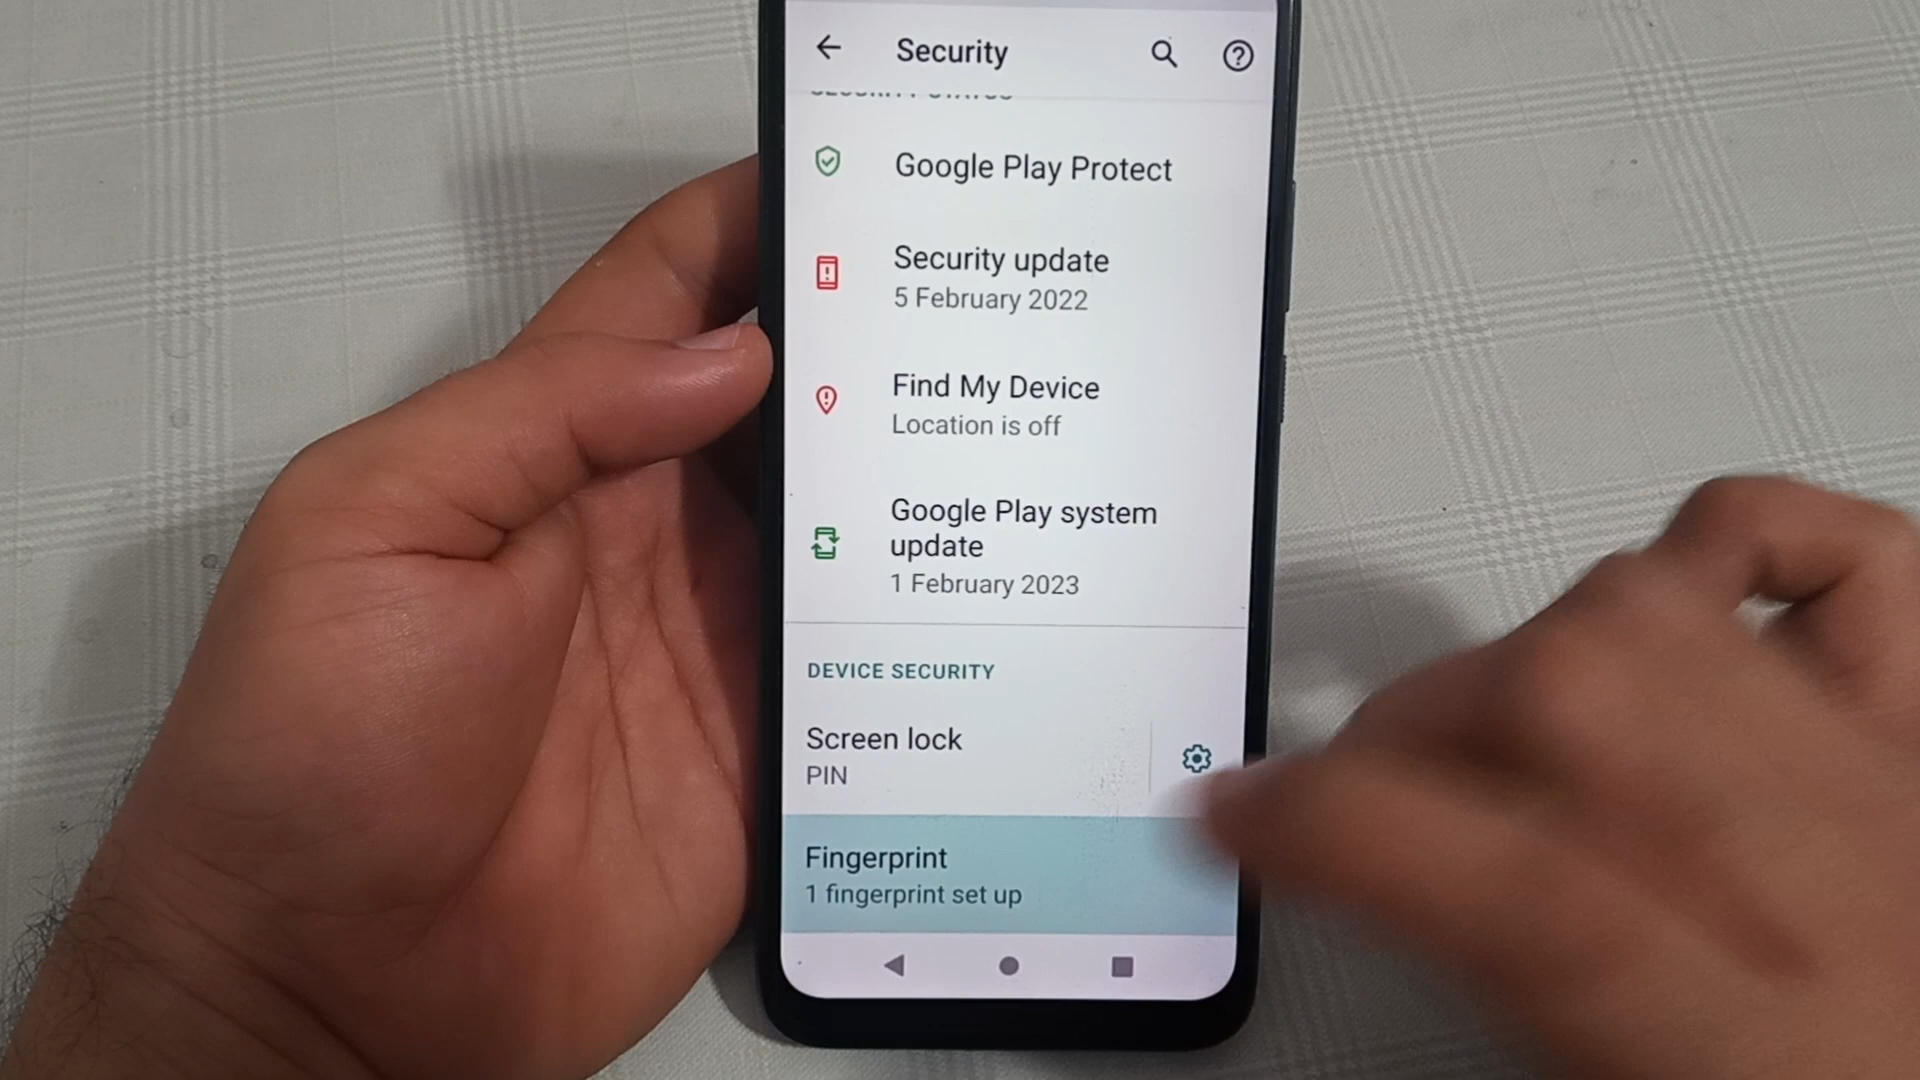 Security
Google Play Protect
Security update
5 February 2022
Find My Device
Location is off
Google Play system
update
1 February 2023
DEVICE SECURITY
Screen lock
PIN
Fingerprint
1 fingerprint set up